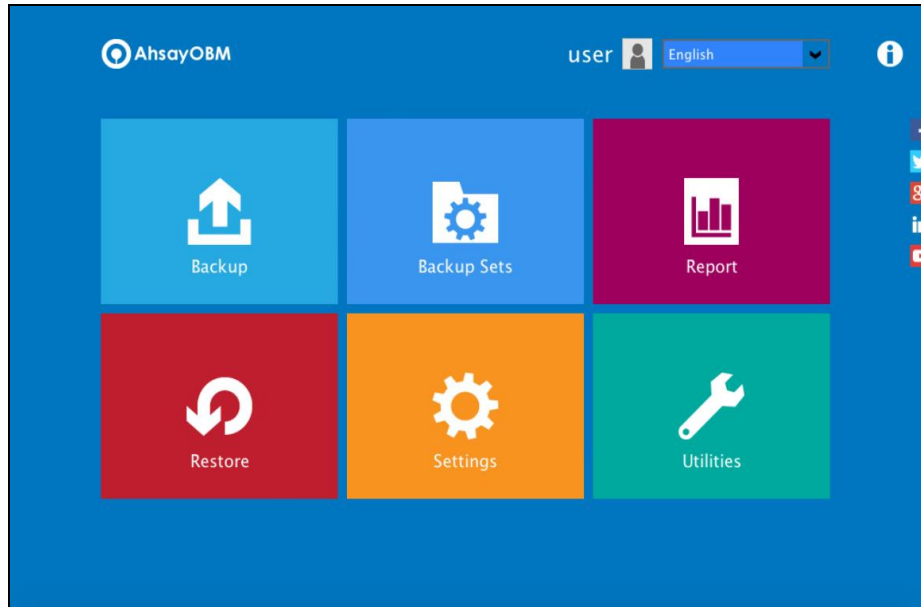 AhsayOBM
user English
Backup
Backup Sets
Report
Restore
Settings
Utilities